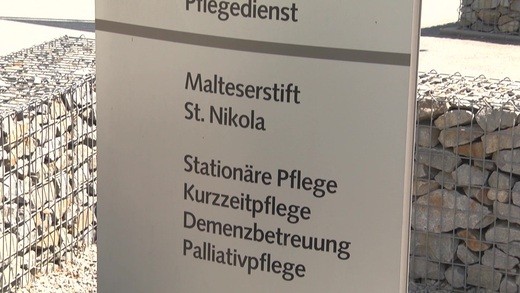 Pflegedienst
Malteserstift
St. Nikola
Stationäre Pflege
Kurzzeitpflege
Demenzbetreuung
Palliativpflege